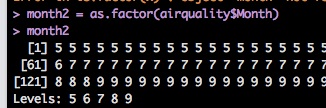 > month2 = as.factor(airquality$Month)
> month2
[1] 5 5 5 5 5 5 5 5 5 5 5 5 5 5 5 5 5 5 5
[61] 6 7 7 7 7 7 7 7 7 7 7 7 7 7 7 7 7 7 7
[121] 8 8 8 9 9 9 9 9 9 9 9 9 9 9 9 9 9 9 9
Levels: 5 6 7 8 9